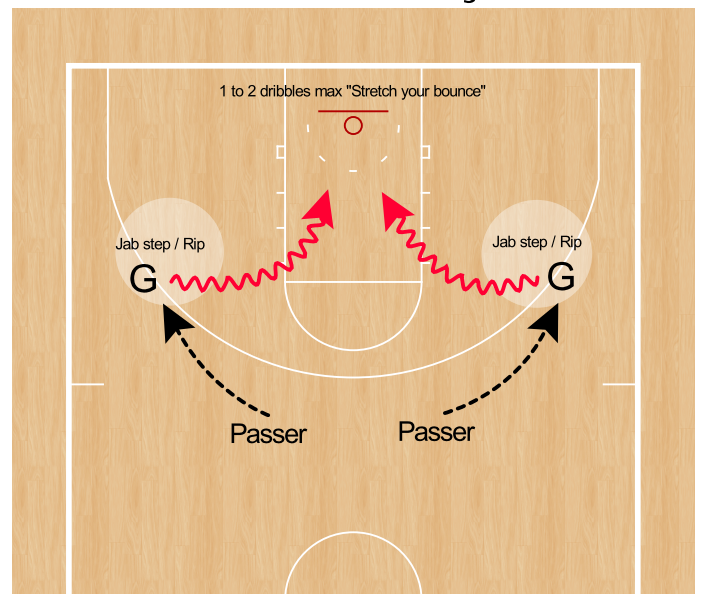 1 to 2 dribbles max "Stretch your bounce"
Jab step / Rip
Jab step / Rip
G
G
Passer
Passer